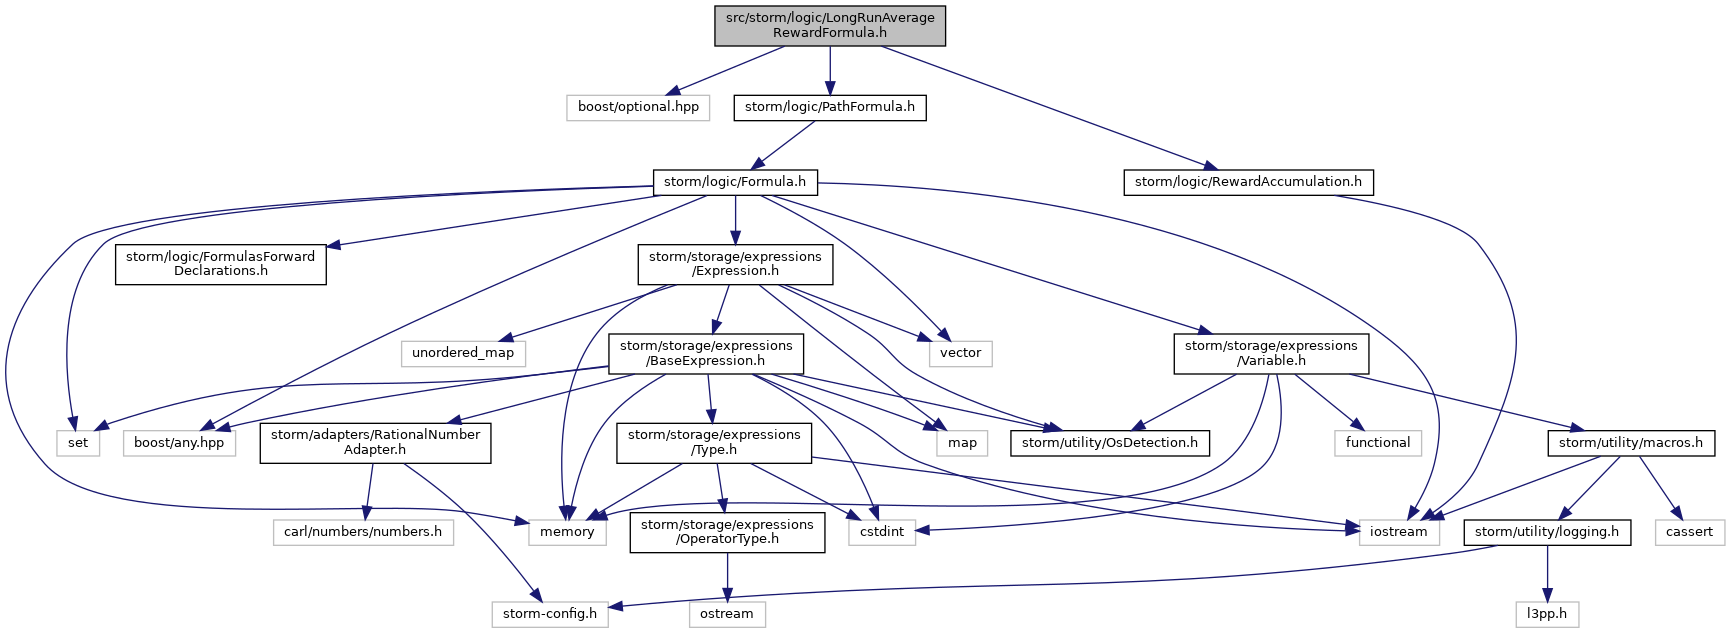 src/storm/logic/LongRunAverage
RewardFormula.h
boost/optional.hpp
storm/logic/PathFormula.h
storm/logic/Formula.h
storm/logic/RewardAccumulation.h
storm/logic/FormulasForward
Declarations.h
storm/storage/expressions
/Expression.h
unordered_map
storm/storage/expressions
/BaseExpression.h
vector
storm/storage/expressions
/Variable.h
set
boost/any.hpp
storm/adapters/RationalNumber
Adapter.h
storm/storage/expressions
/Type.h
map
storm/utility/OsDetection.h
functional
storm/utility/macros.h
carl/numbers/numbers.h
memory
storm/storage/expressions
/OperatorType.h
cstdint
iostream
storm/utility/logging.h
cassert
storm-config.h
ostream
l3pp.h